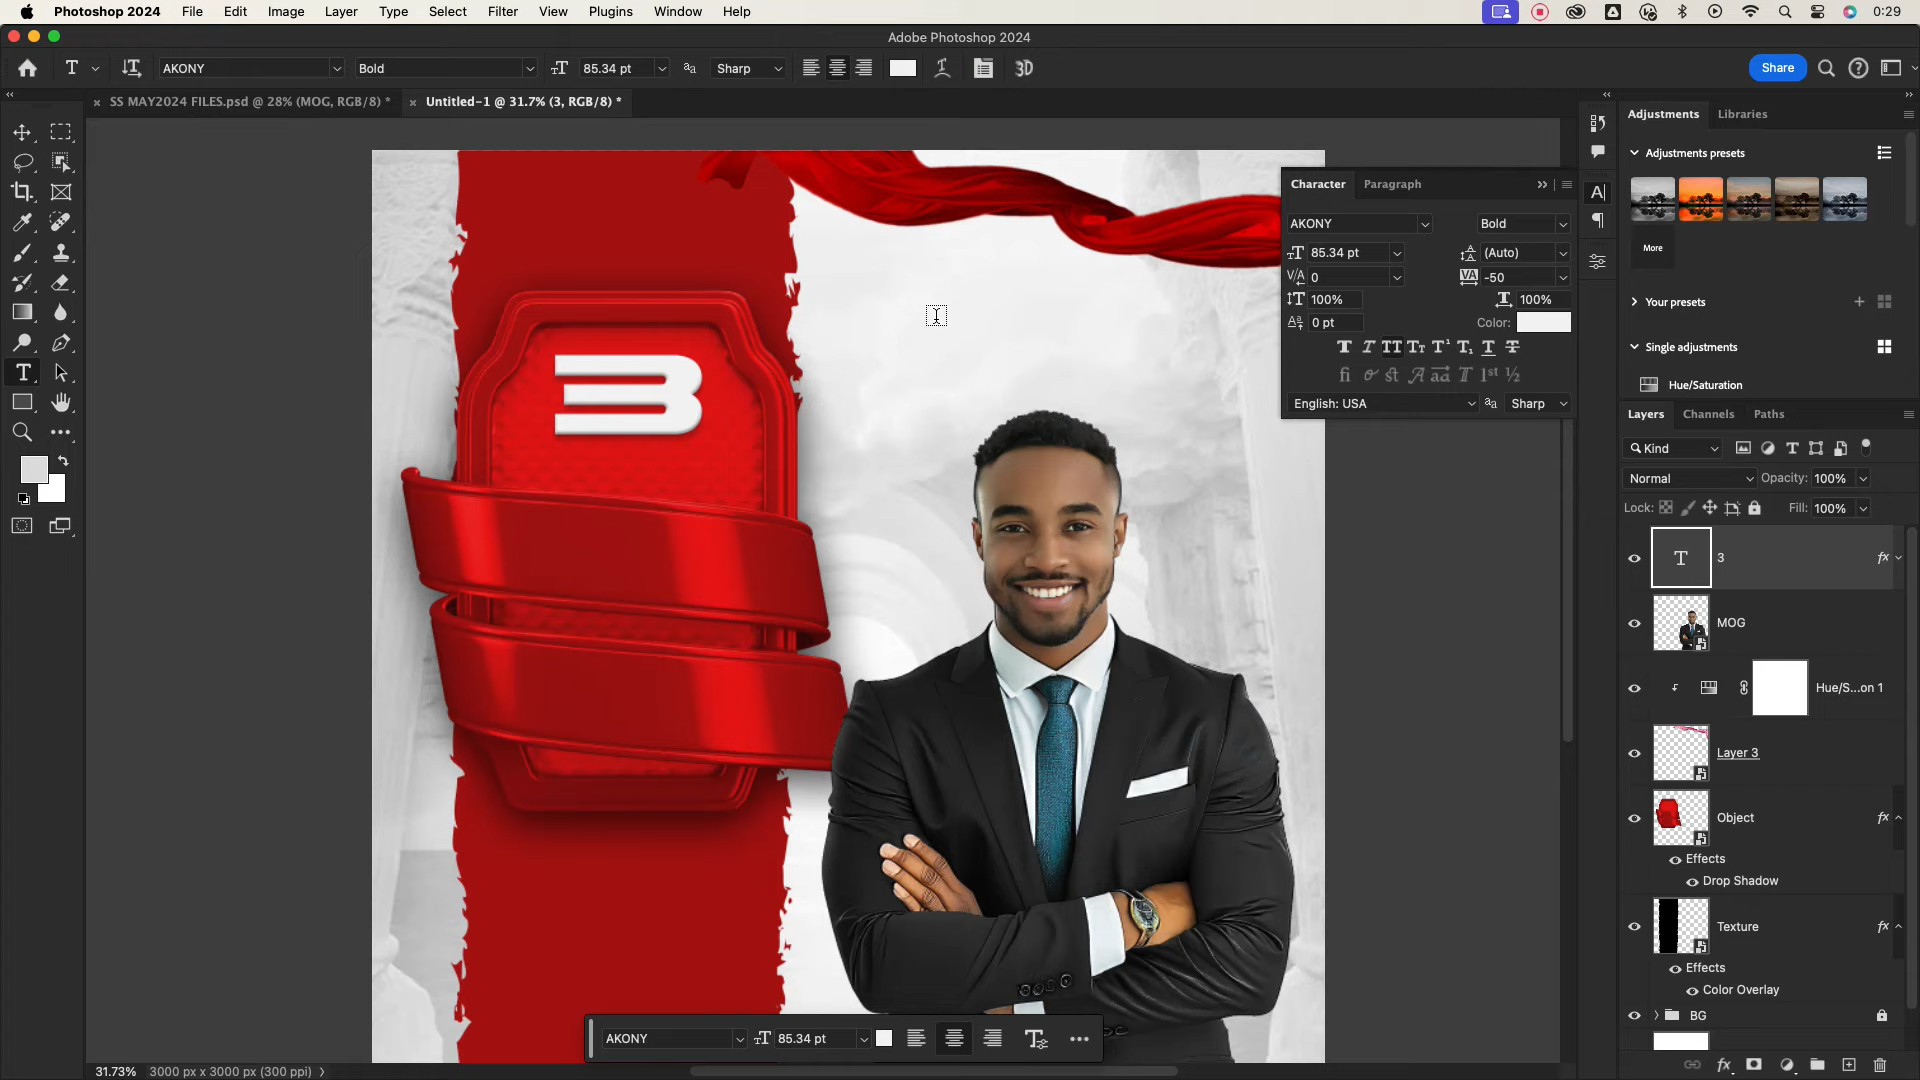 Photoshop 2024 File Edit Image Layer Type Select Filter View Plugins Window Help 0:29
Adobe Photoshop 2024
AKONY Bold 85.34 pt Sharp 3D Share
SS MAY2024 FILES.psd @ 28% (MOG, RGB/8) * Untitled-1 @ 31.7% (3, RGB/8) *
Adjustments Libraries
Adjustments presets
More
Your presets
Single adjustments
Hue/Saturation
Character Paragraph
AKONY Bold
85.34 pt (Auto)
0 -50
100% 100%
0 pt Color:
English: USA Sharp
3
Layers Channels Paths
Kind
Normal Opacity: 100%
Lock: Fill: 100%
3
MOG
Hue/S...on 1
Layer 3
Object
Effects
Drop Shadow
Texture
Effects
Color Overlay
BG
AKONY 85.34 pt
31.73% 3000 px x 3000 px (300 ppi)